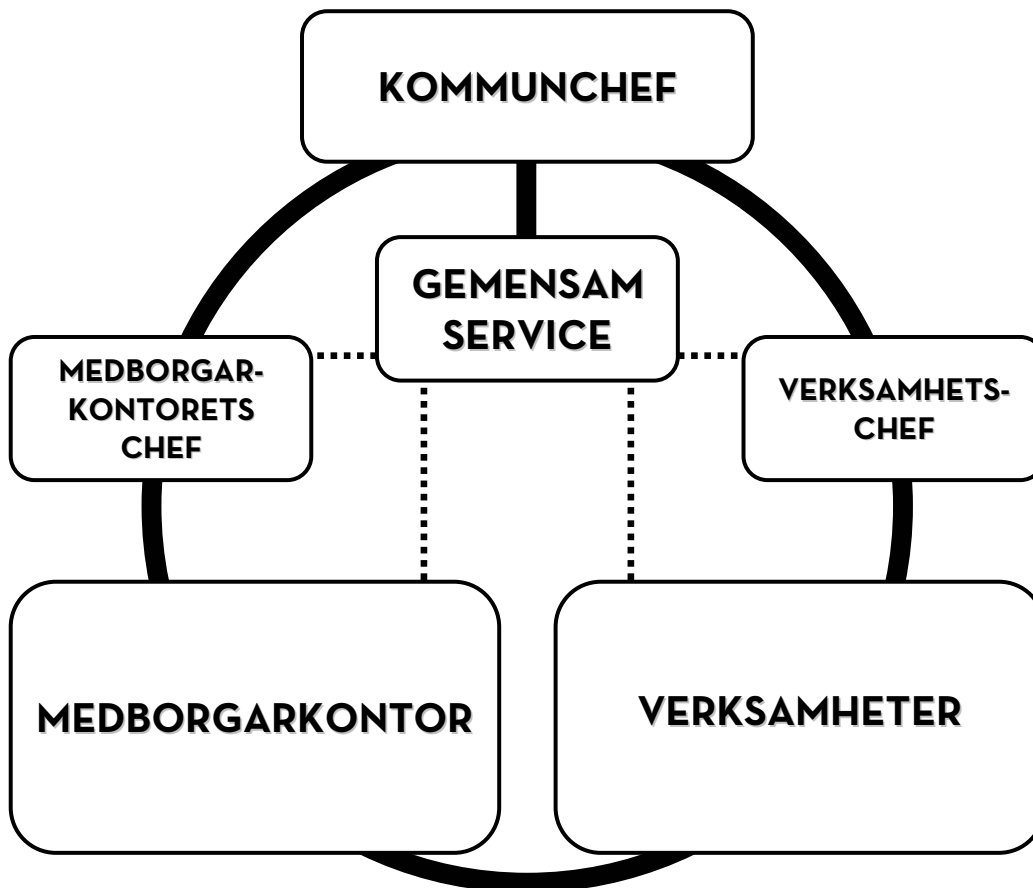 KOMMUNCHEF
GEMENSAM
SERVICE
MEDBORGAR-
KONTORETS
CHEF
VERKSAMHETS-
CHEF
MEDBORGARKONTOR
VERKSAMHETER